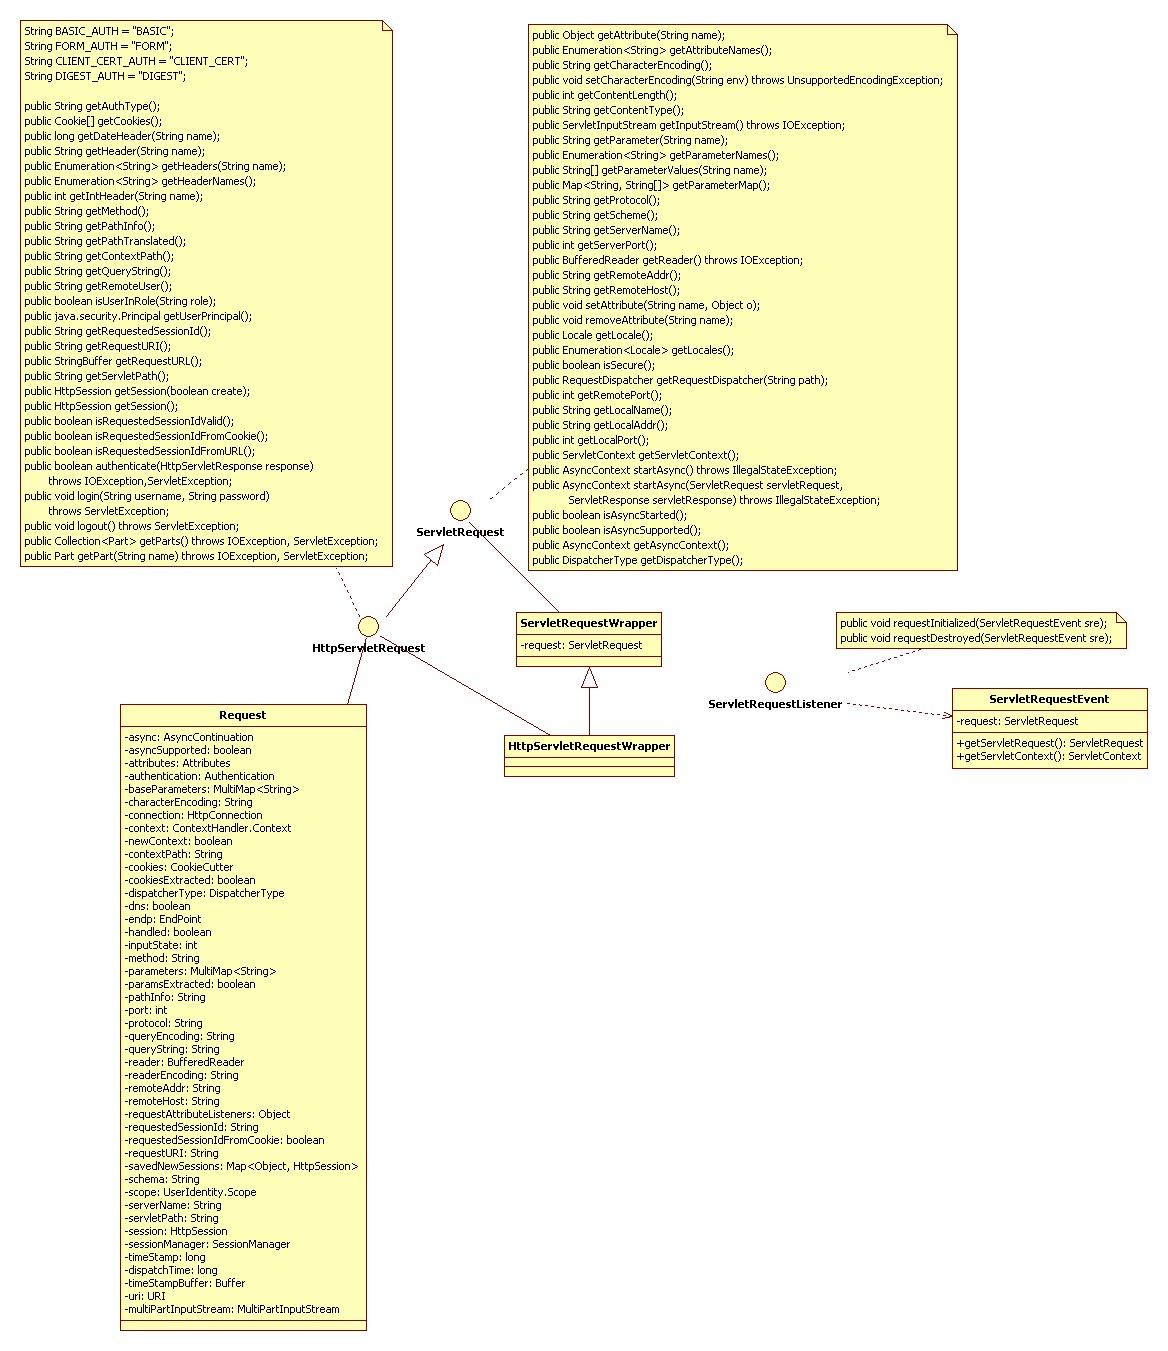 String BASIC_AUTH = "BASIC";
String FORM_AUTH = "FORM";
String CLIENT_CERT_AUTH = "CLIENT_CERT";
String DIGEST_AUTH = "DIGEST";
public String getAuthType();
public Cookie[] getCookies();
public long getDateHeader(String name);
public String getHeader(String name);
public Enumeration<String> getHeaders(String name);
public Enumeration<String> getHeaderNames();
public int getIntHeader(String name);
public String getMethod();
public String getPathInfo();
public String getPathTranslated();
public String getContextPath();
public String getQueryString();
public String getRemoteUser();
public boolean isUserInRole(String role);
public java.security.Principal getUserPrincipal();
public String getRequestedSessionId();
public String getRequestURI();
public StringBuffer getRequestURL();
public String getServletPath();
public HttpSession getSession(boolean create);
public HttpSession getSession();
public boolean isRequestedSessionIdValid();
public boolean isRequestedSessionIdFromCookie();
public boolean isRequestedSessionIdFromURL();
public boolean authenticate(HttpServletResponse response)
throws IOException,ServletException;
public void login(String username, String password)
throws ServletException;
public void logout() throws ServletException;
public Collection<Part> getParts() throws IOException, ServletException;
public Part getPart(String name) throws IOException, ServletException;
public Object getAttribute(String name);
public Enumeration<String> getAttributeNames();
public String getCharacterEncoding();
public void setCharacterEncoding(String env) throws UnsupportedEncodingException;
public int getContentLength();
public String getContentType();
public ServletInputStream getInputStream() throws IOException;
public String getParameter(String name);
public Enumeration<String> getParameterNames();
public String[] getParameterValues(String name);
public Map<String, String[]> getParameterMap();
public String getProtocol();
public String getScheme();
public String getServerName();
public int getServerPort();
public BufferedReader getReader() throws IOException;
public String getRemoteAddr();
public String getRemoteHost();
public void setAttribute(String name, Object o);
public void removeAttribute(String name);
public Locale getLocale();
public Enumeration<Locale> getLocales();
public boolean isSecure();
public RequestDispatcher getRequestDispatcher(String path);
public int getRemotePort();
public String getLocalName();
public String getLocalAddr();
public int getLocalPort();
public ServletContext getServletContext();
public AsyncContext startAsync() throws IllegalStateException;
public AsyncContext startAsync(ServletRequest servletRequest,
ServletResponse servletResponse) throws IllegalStateException;
public boolean isAsyncStarted();
public boolean isAsyncSupported();
public AsyncContext getAsyncContext();
public DispatcherType getDispatcherType();
ServletRequest
HttpServletRequest
ServletRequestWrapper
-request: ServletRequest
public void requestInitialized(ServletRequestEvent sre);
public void requestDestroyed(ServletRequestEvent sre);
ServletRequestListener
ServletRequestEvent
-request: ServletRequest
+getServletRequest(): ServletRequest
+getServletContext(): ServletContext
HttpServletRequestWrapper
Request
-async: AsyncContinuation
-asyncSupported: boolean
-attributes: Attributes
-authentication: Authentication
-baseParameters: MultiMap<String>
-characterEncoding: String
-connection: HttpConnection
-context: ContextHandler.Context
-newContext: boolean
-contextPath: String
-cookies: CookieCutter
-cookiesExtracted: boolean
-dispatcherType: DispatcherType
-dns: boolean
-endp: EndPoint
-handled: boolean
-inputState: int
-method: String
-parameters: MultiMap<String>
-paramsExtracted: boolean
-pathInfo: String
-port: int
-protocol: String
-queryEncoding: String
-queryString: String
-reader: BufferedReader
-readerEncoding: String
-remoteAddr: String
-remoteHost: String
-requestAttributeListeners: Object
-requestedSessionId: String
-requestedSessionIdFromCookie: boolean
-requestURI: String
-savedNewSessions: Map<Object, HttpSession>
-schema: String
-scope: UserIdentity.Scope
-serverName: String
-servletPath: String
-session: HttpSession
-sessionManager: SessionManager
-timeStamp: long
-dispatchTime: long
-timeStampBuffer: Buffer
-uri: URI
-multiPartInputStream: MultiPartInputStream